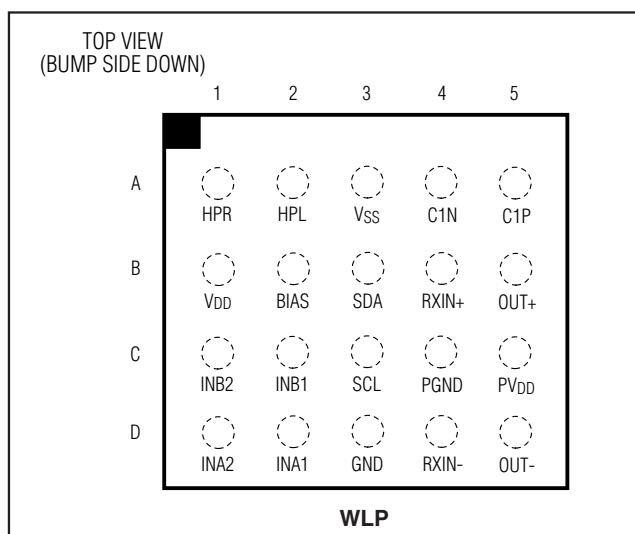 TOP VIEW
(BUMP SIDE DOWN)
1 2 3 4 5
A
HPR HPL VSS C1N C1P
B
VDD BIAS SDA RXIN+ OUT+
C
INB2 INB1 SCL PGND PVDD
D
INA2 INA1 GND RXIN- OUT-
WLP